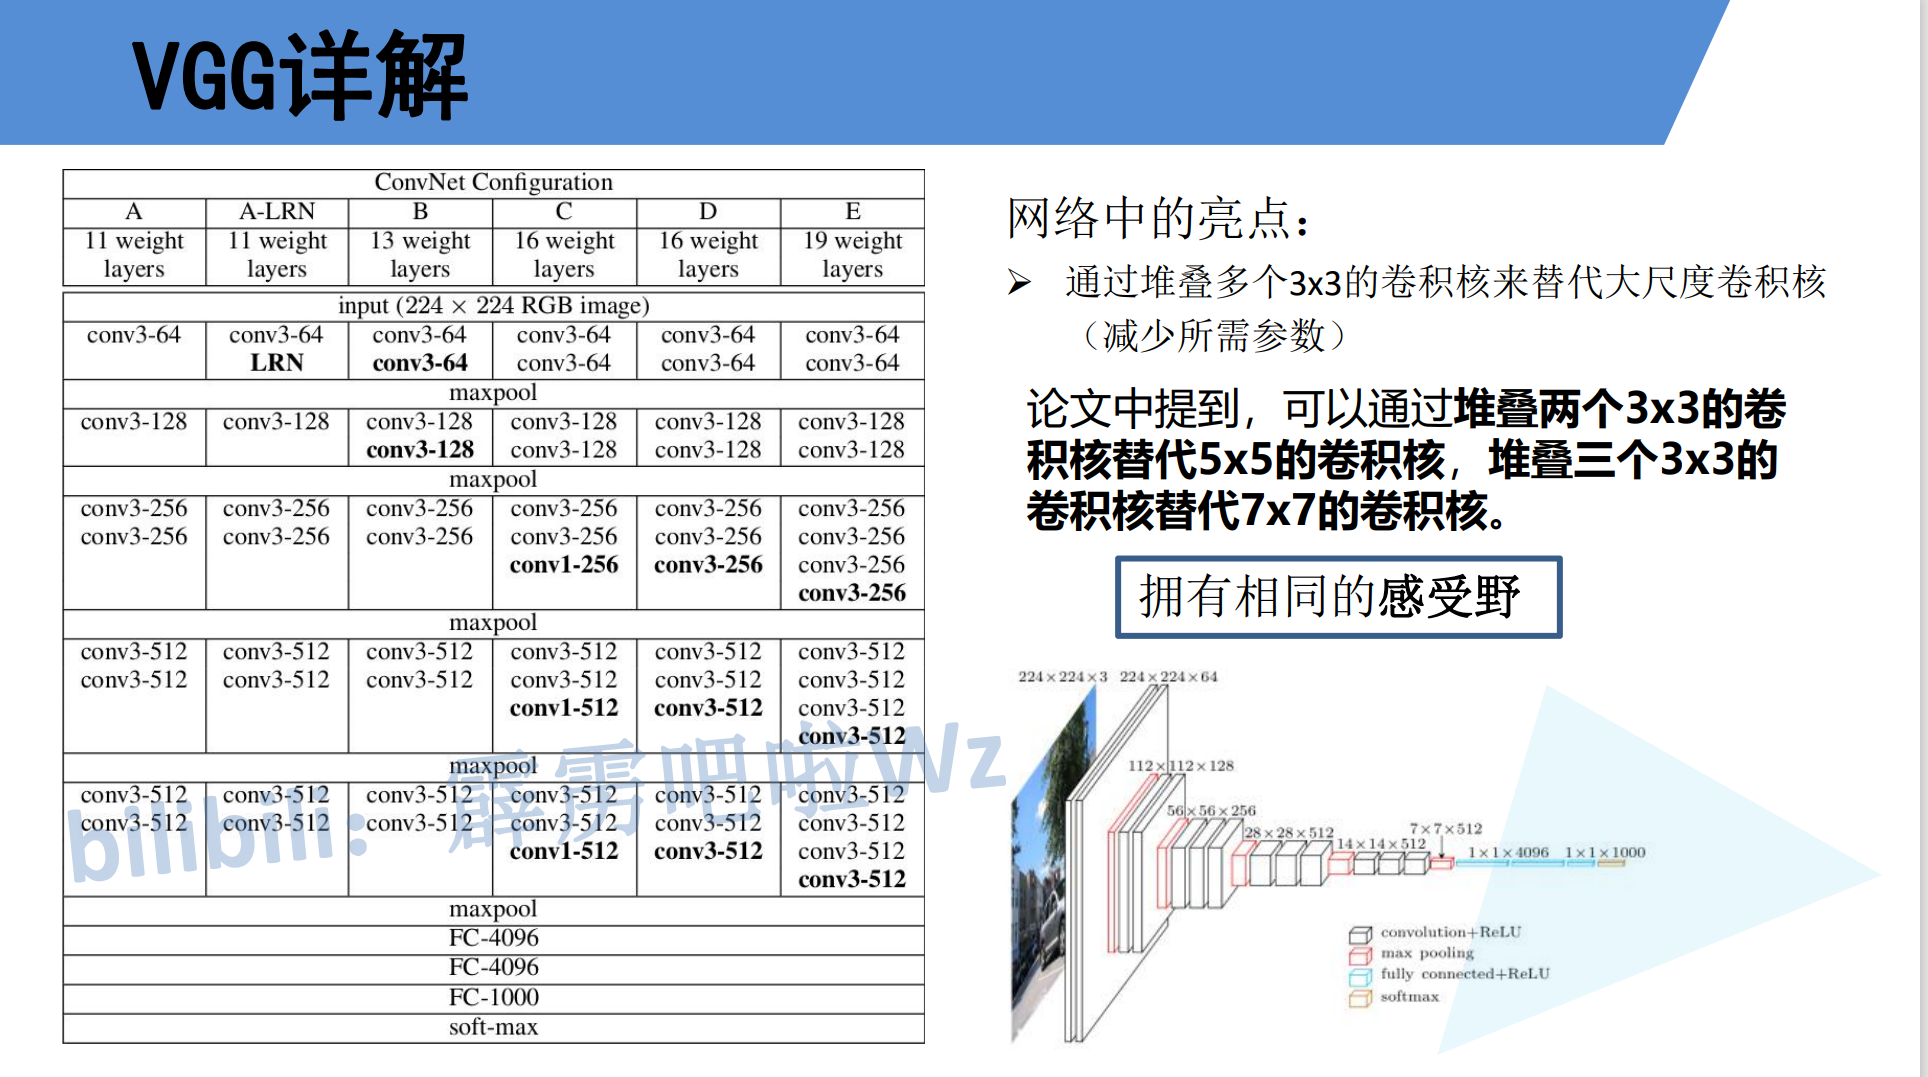 VGG详解
ConvNet Configuration
A A-LRN B C D E
11 weight 11 weight 13 weight 16 weight 16 weight 19 weight
layers layers layers layers layers layers
input (224 × 224 RGB image)
conv3-64 conv3-64 conv3-64 conv3-64 conv3-64 conv3-64
LRN conv3-64 conv3-64 conv3-64 conv3-64
maxpool
conv3-128 conv3-128 conv3-128 conv3-128 conv3-128 conv3-128
conv3-128 conv3-128 conv3-128 conv3-128
maxpool
conv3-256 conv3-256 conv3-256 conv3-256 conv3-256 conv3-256
conv3-256 conv3-256 conv3-256 conv3-256 conv3-256 conv3-256
conv1-256 conv3-256 conv3-256
conv3-256
maxpool
conv3-512 conv3-512 conv3-512 conv3-512 conv3-512 conv3-512
conv3-512 conv3-512 conv3-512 conv3-512 conv3-512 conv3-512
conv1-512 conv3-512 conv3-512
conv3-512
maxpool
conv3-512 conv3-512 conv3-512 conv3-512 conv3-512 conv3-512
conv3-512 conv3-512 conv3-512 conv3-512 conv3-512 conv3-512
conv1-512 conv3-512 conv3-512
conv3-512
maxpool
FC-4096
FC-4096
FC-1000
soft-max
bilibili：霹雳吧啦Wz
网络中的亮点：
➢ 通过堆叠多个3x3的卷积核来替代大尺度卷积核
（减少所需参数）
论文中提到，可以通过堆叠两个3x3的卷
积核替代5x5的卷积核，堆叠三个3x3的
卷积核替代7x7的卷积核。
拥有相同的感受野
224×224×3 224×224×64
112×112×128
56×56×256
28×28×512
14×14×512
7×7×512
1×1×4096 1×1×1000
convolution+ReLU
max pooling
fully connected+ReLU
softmax